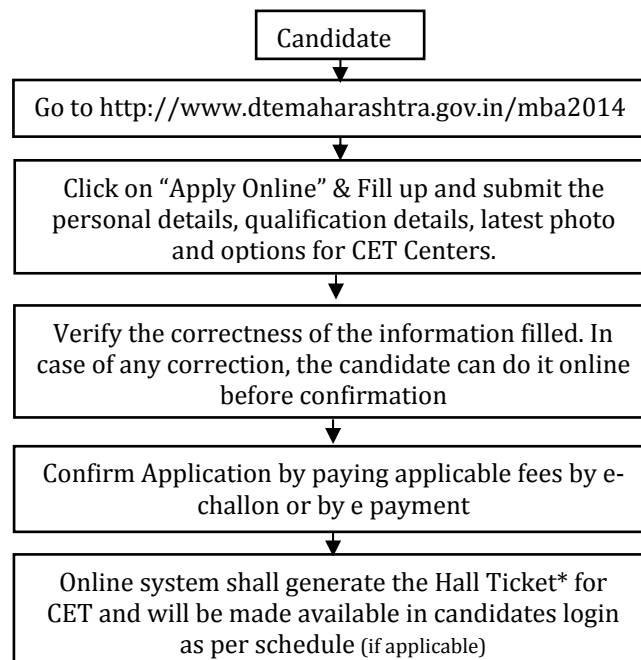 Candidate
Go to http://www.dtemaharashtra.gov.in/mba2014
Click on “Apply Online” & Fill up and submit the
personal details, qualification details, latest photo
and options for CET Centers.
Verify the correctness of the information filled. In
case of any correction, the candidate can do it online
before confirmation
Confirm Application by paying applicable fees by e-
challon or by e payment
Online system shall generate the Hall Ticket* for
CET and will be made available in candidates login
as per schedule (if applicable)